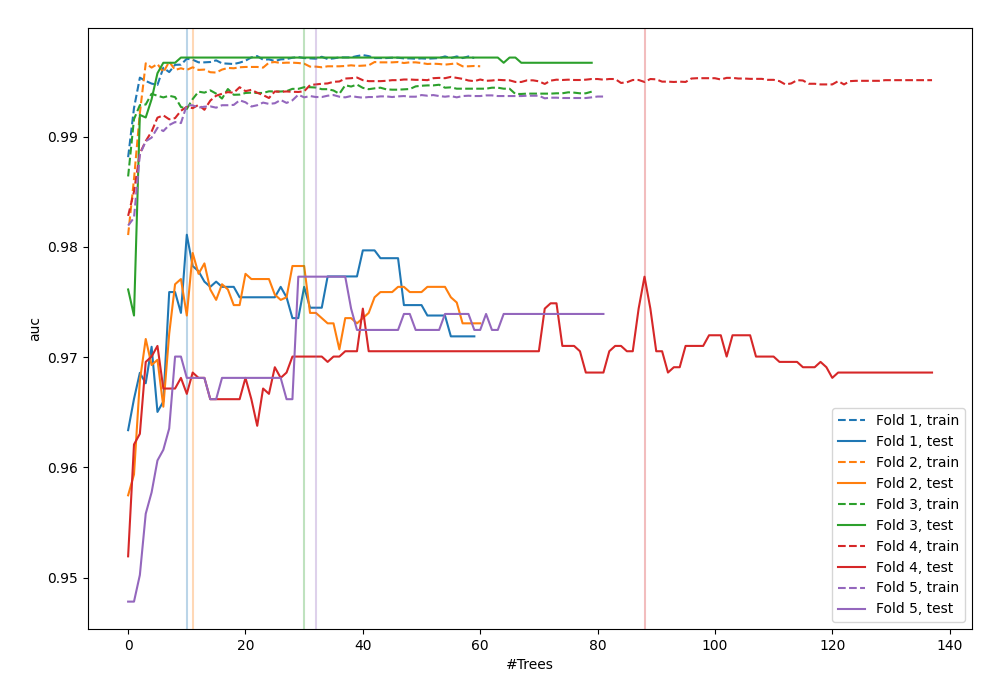 0.99
0.98
0.97
0.96
0.95
auc
0
20
40
60
80
100
120
140
#Trees
Fold 1, train
Fold 1, test
Fold 2, train
Fold 2, test
Fold 3, train
Fold 3, test
Fold 4, train
Fold 4, test
Fold 5, train
Fold 5, test